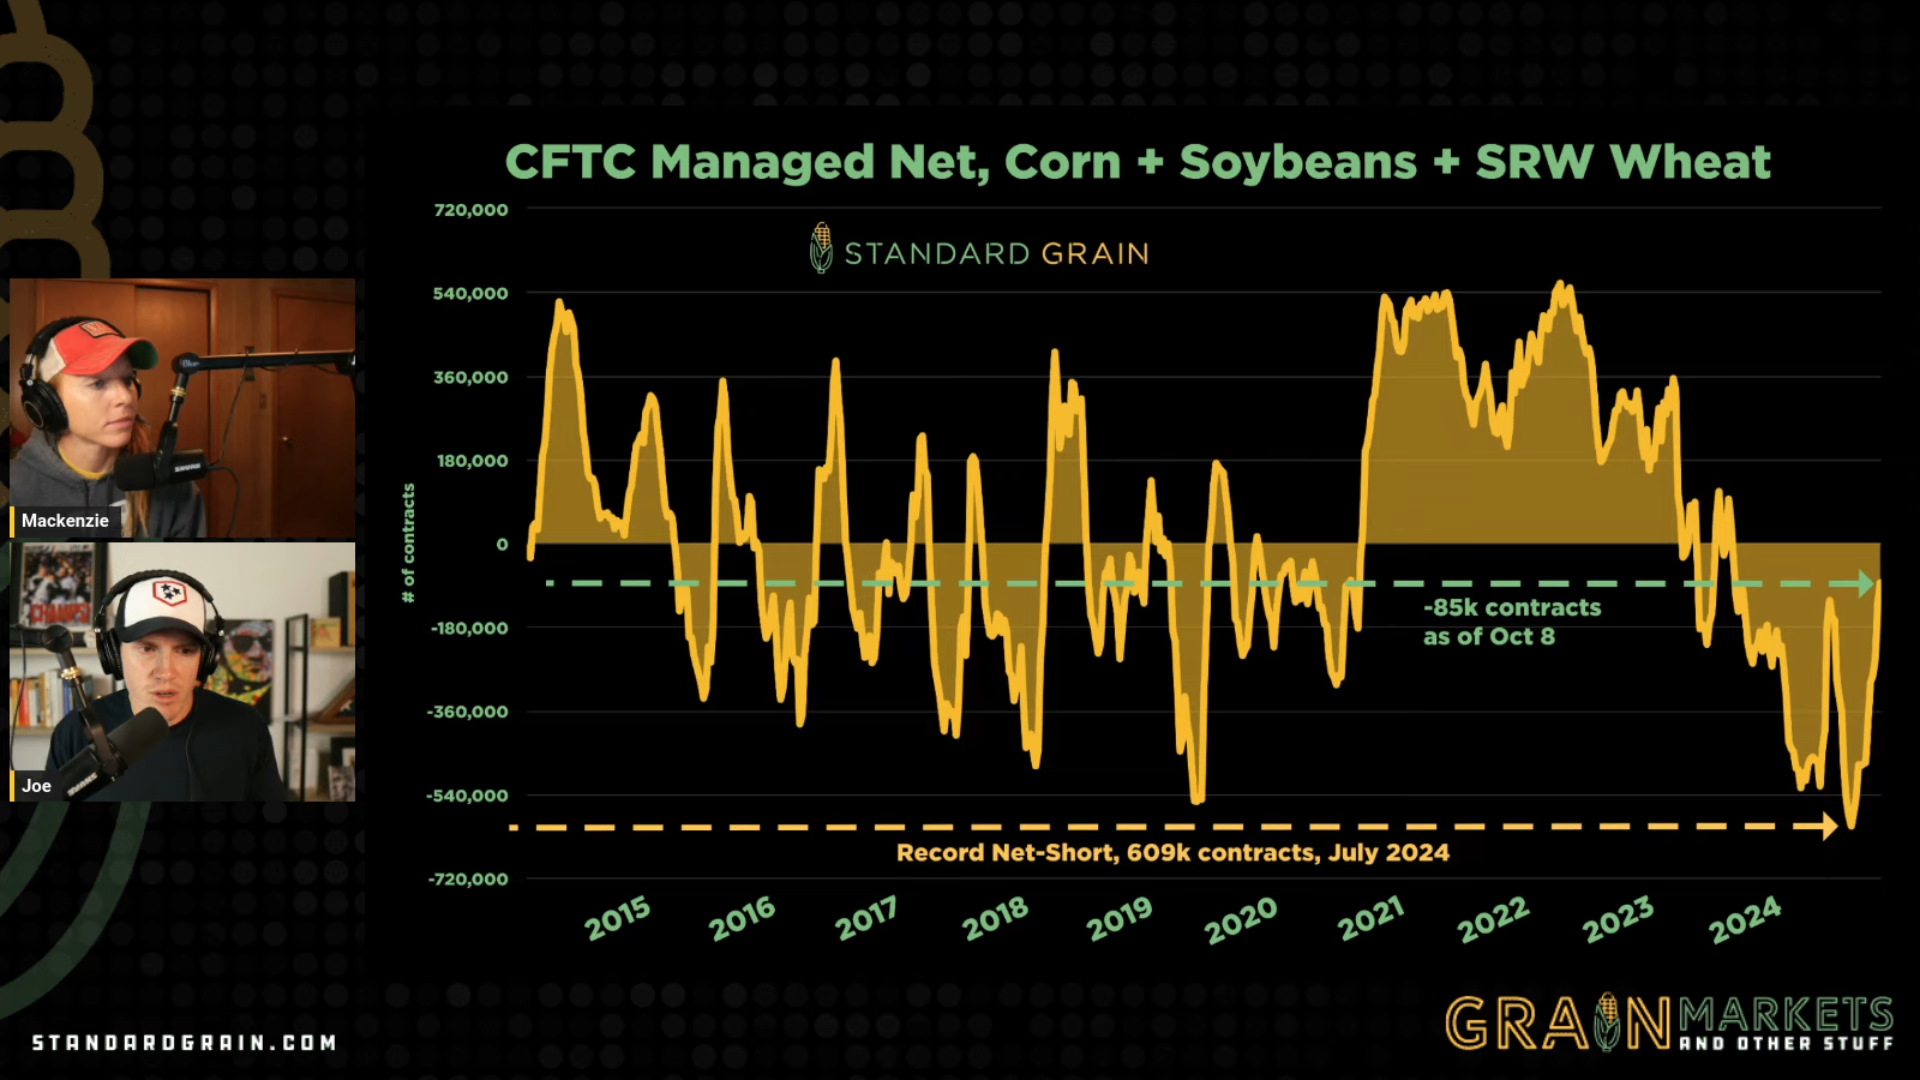 CFTC Managed Net, Corn + Soybeans + SRW Wheat
STANDARD GRAIN
720,000
540,000
360,000
180,000
0
-180,000
-360,000
-540,000
-720,000
# of contracts
-85k contracts
as of Oct 8
Record Net-Short, 609k contracts, July 2024
2015
2016
2017
2018
2019
2020
2021
2022
2023
2024
Mackenzie
SHURE
CHAMPS!
Joe
SHURE
STANDARDGRAIN.COM
GRAIN MARKETS
AND OTHER STUFF